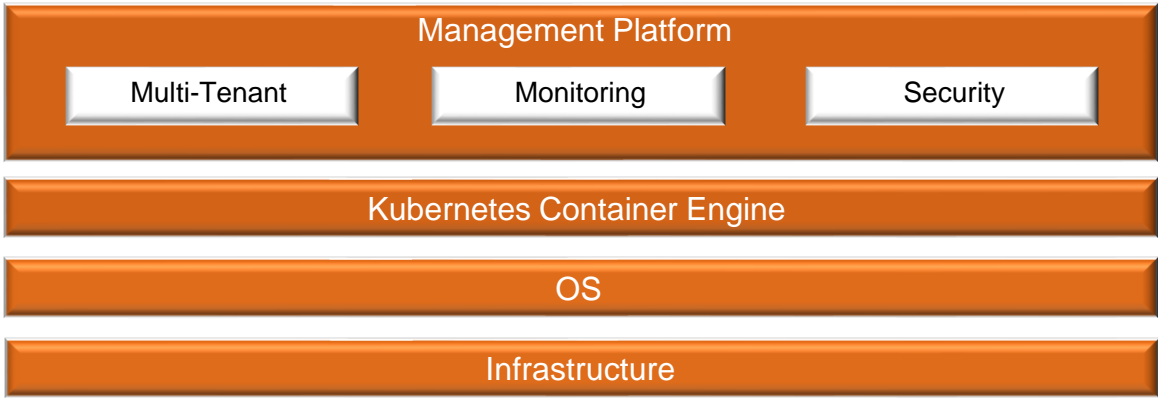 Management Platform
Multi-Tenant Monitoring Security
Kubernetes Container Engine
OS
Infrastructure